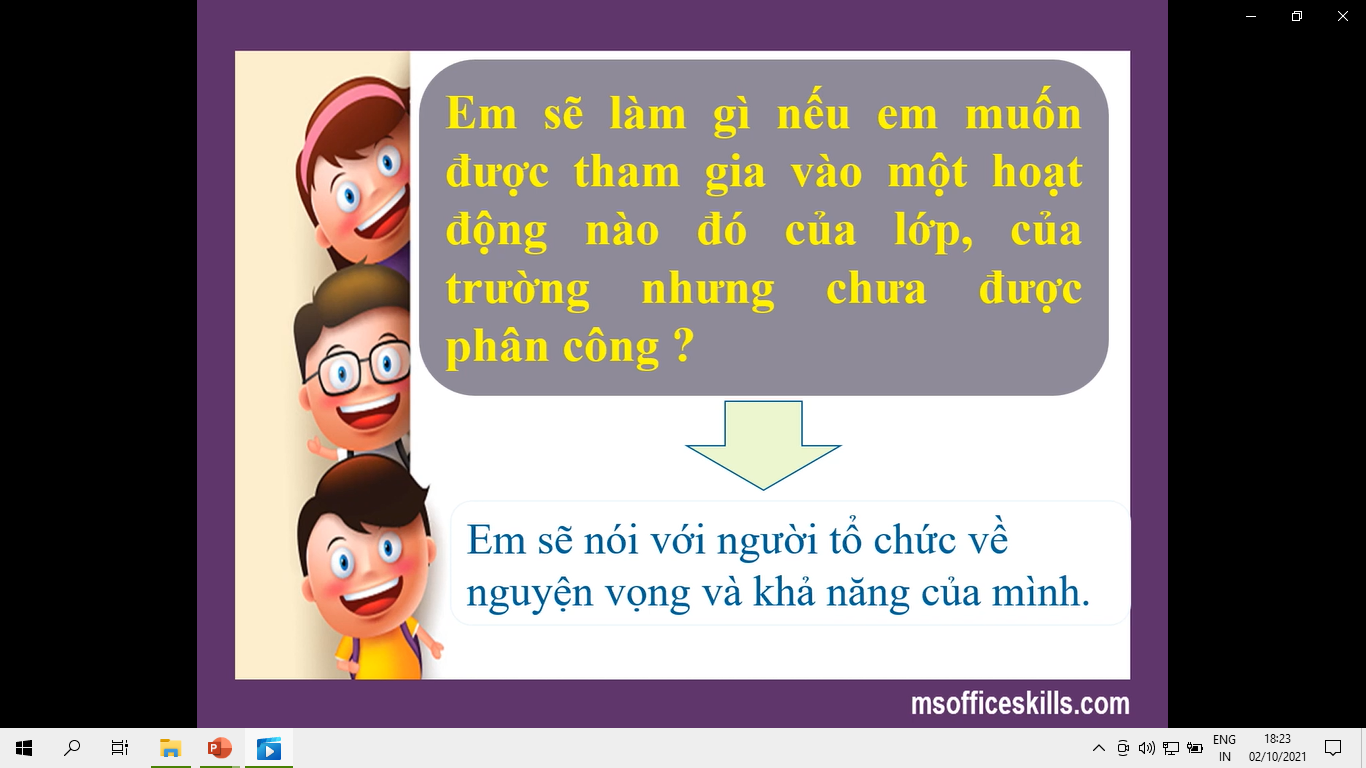 Em sẽ làm gì nếu em muốn
được tham gia vào một hoạt
động nào đó của lớp, của
trường nhưng chưa được
phân công ?
Em sẽ nói với người tổ chức về
nguyện vọng và khả năng của mình.
msofficeskills.com
ENG
IN
18:23
02/10/2021